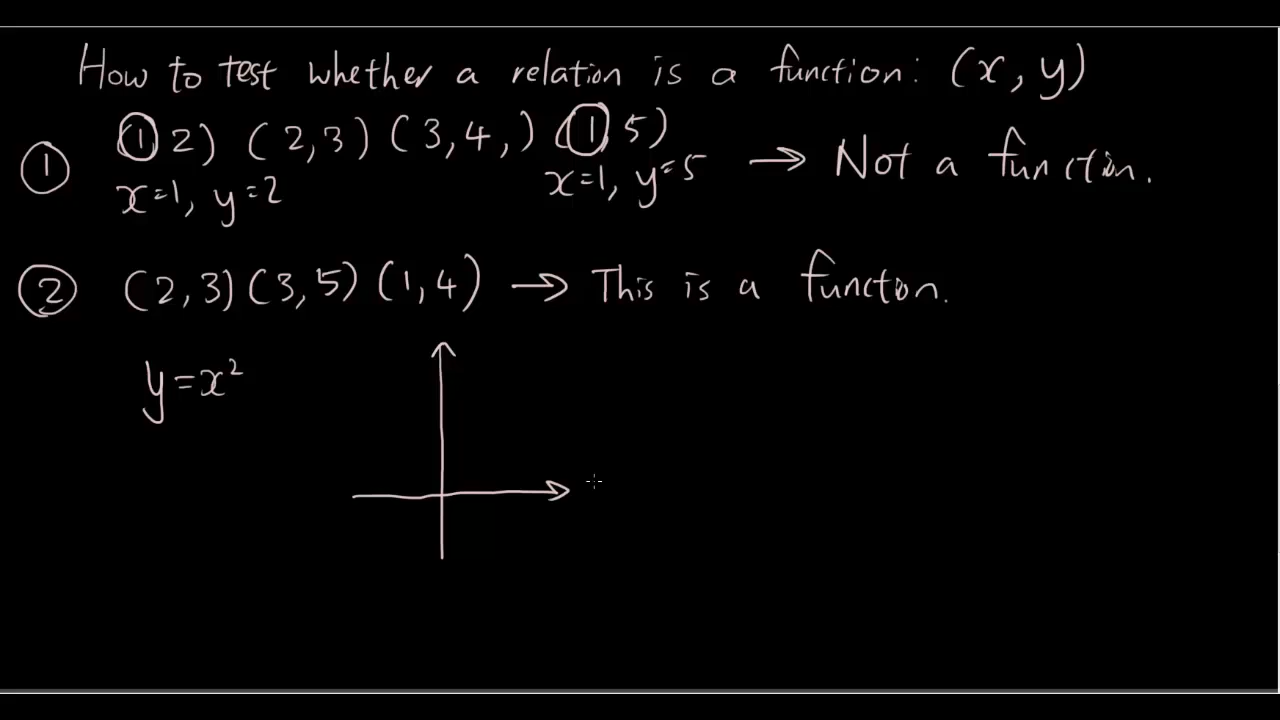 How to test whether a relation is a function: (x, y)
① (1, 2) (2, 3) (3, 4,) (1, 5) → Not a function.
x=1, y=2 x=1, y=5
② (2, 3) (3, 5) (1, 4) → This is a functon.
y=x²